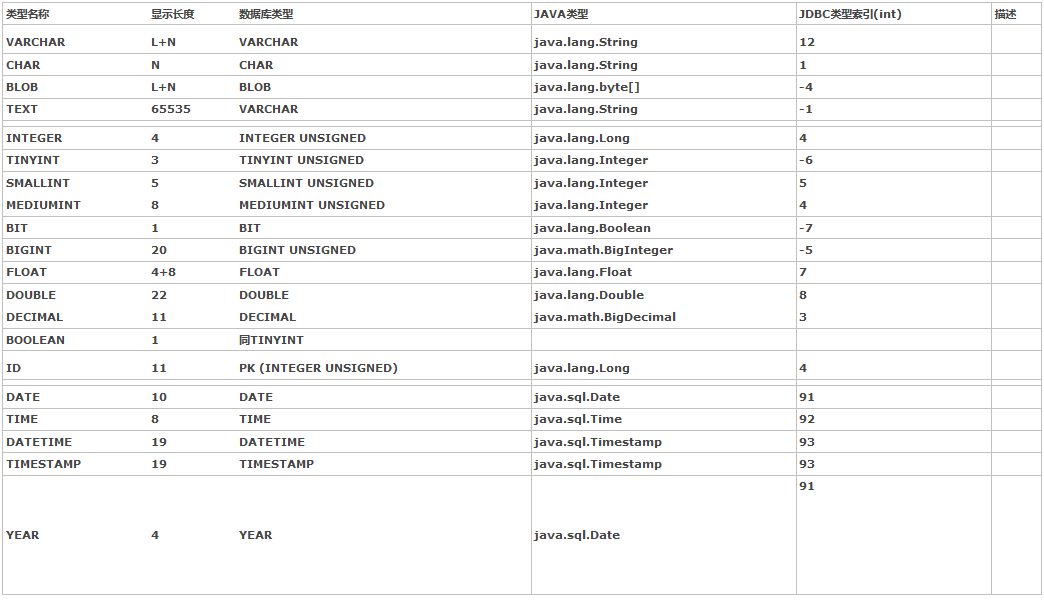 类型名称 显示长度 数据库类型 JAVA类型 JDBC类型索引(int) 描述
VARCHAR L+N VARCHAR java.lang.String 12
CHAR N CHAR java.lang.String 1
BLOB L+N BLOB java.lang.byte[] -4
TEXT 65535 VARCHAR java.lang.String -1
INTEGER 4 INTEGER UNSIGNED java.lang.Long 4
TINYINT 3 TINYINT UNSIGNED java.lang.Integer -6
SMALLINT 5 SMALLINT UNSIGNED java.lang.Integer 5
MEDIUMINT 8 MEDIUMINT UNSIGNED java.lang.Integer 4
BIT 1 BIT java.lang.Boolean -7
BIGINT 20 BIGINT UNSIGNED java.math.BigInteger -5
FLOAT 4+8 FLOAT java.lang.Float 7
DOUBLE 22 DOUBLE java.lang.Double 8
DECIMAL 11 DECIMAL java.math.BigDecimal 3
BOOLEAN 1 同TINYINT
ID 11 PK (INTEGER UNSIGNED) java.lang.Long 4
DATE 10 DATE java.sql.Date 91
TIME 8 TIME java.sql.Time 92
DATETIME 19 DATETIME java.sql.Timestamp 93
TIMESTAMP 19 TIMESTAMP java.sql.Timestamp 93
YEAR 4 YEAR java.sql.Date 91